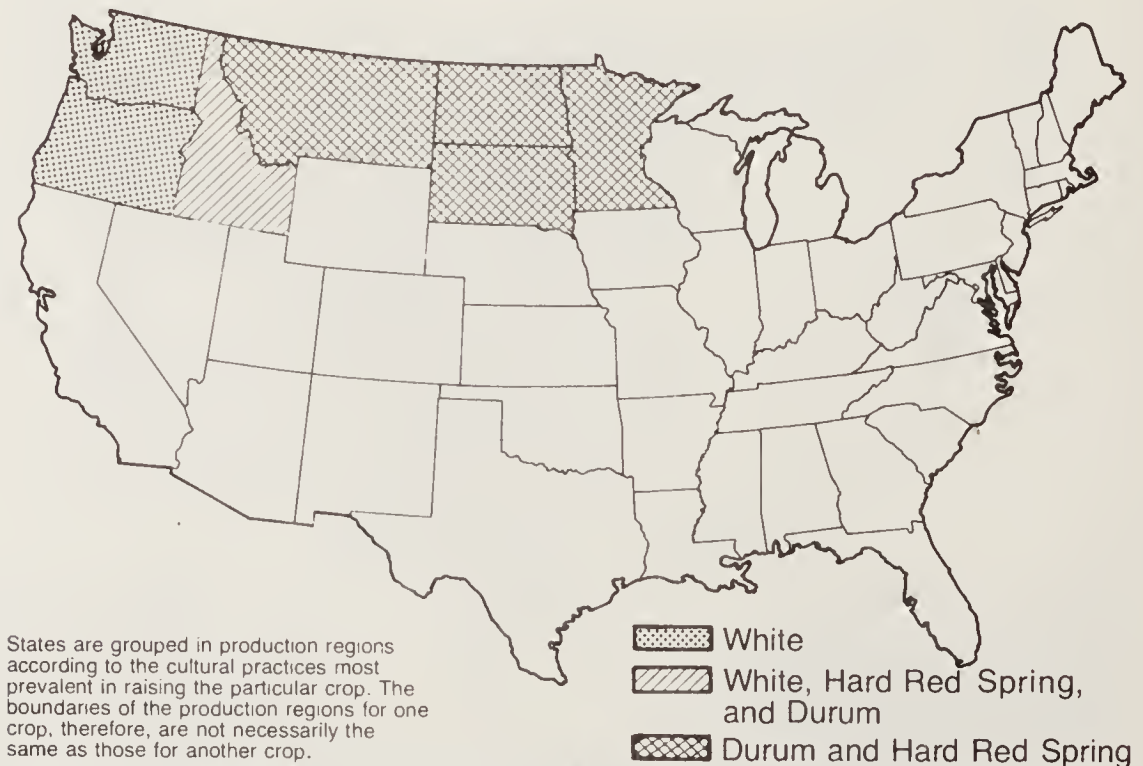 States are grouped in production regions
according to the cultural practices most
prevalent in raising the particular crop. The
boundaries of the production regions for one
crop, therefore, are not necessarily the
same as those for another crop.
White
White, Hard Red Spring,
and Durum
Durum and Hard Red Spring